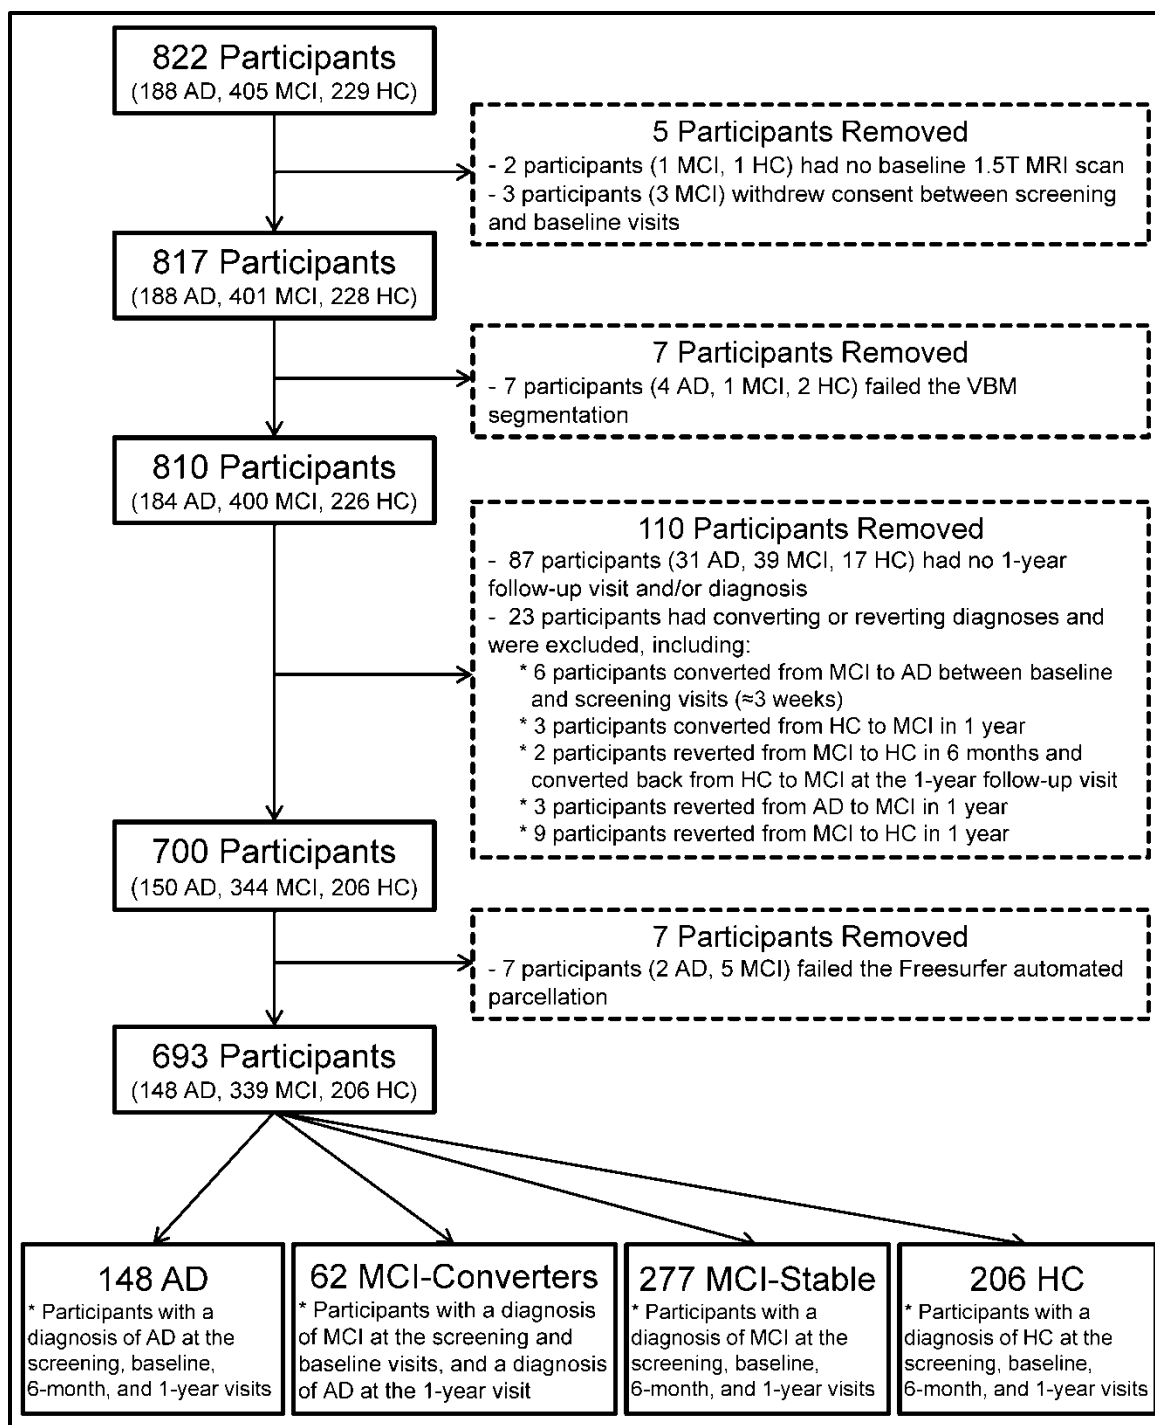 822 Participants
(188 AD, 405 MCI, 229 HC)
5 Participants Removed
- 2 participants (1 MCI, 1 HC) had no baseline 1.5T MRI scan
- 3 participants (3 MCI) withdrew consent between screening
and baseline visits
817 Participants
(188 AD, 401 MCI, 228 HC)
7 Participants Removed
- 7 participants (4 AD, 1 MCI, 2 HC) failed the VBM
segmentation
810 Participants
(184 AD, 400 MCI, 226 HC)
110 Participants Removed
- 87 participants (31 AD, 39 MCI, 17 HC) had no 1-year
follow-up visit and/or diagnosis
- 23 participants had converting or reverting diagnoses and
were excluded, including:
* 6 participants converted from MCI to AD between baseline
and screening visits (≈3 weeks)
* 3 participants converted from HC to MCI in 1 year
* 2 participants reverted from MCI to HC in 6 months and
converted back from HC to MCI at the 1-year follow-up visit
* 3 participants reverted from AD to MCI in 1 year
* 9 participants reverted from MCI to HC in 1 year
700 Participants
(150 AD, 344 MCI, 206 HC)
7 Participants Removed
- 7 participants (2 AD, 5 MCI) failed the Freesurfer automated
parcellation
693 Participants
(148 AD, 339 MCI, 206 HC)
148 AD
* Participants with a
diagnosis of AD at the
screening, baseline,
6-month, and 1-year visits
62 MCI-Converters
* Participants with a diagnosis
of MCI at the screening and
baseline visits, and a diagnosis
of AD at the 1-year visit
277 MCI-Stable
* Participants with a
diagnosis of MCI at the
screening, baseline,
6-month, and 1-year visits
206 HC
* Participants with a
diagnosis of HC at the
screening, baseline,
6-month, and 1-year visits